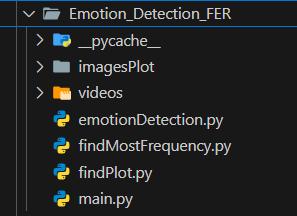 Emotion_Detection_FER
__pycache__
imagesPlot
videos
emotionDetection.py
findMostFrequency.py
findPlot.py
main.py